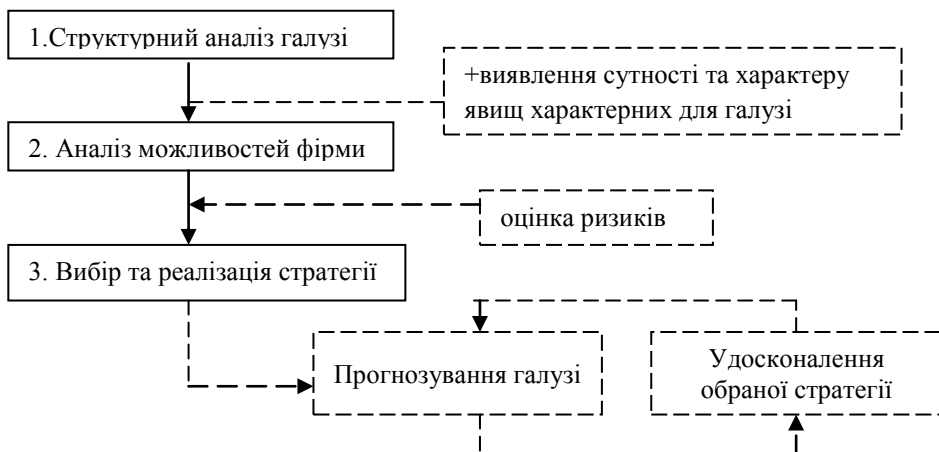 1.Структурний аналіз галузі
+виявлення сутності та характеру
явищ характерних для галузі
2. Аналіз можливостей фірми
оцінка ризиків
3. Вибір та реалізація стратегії
Прогнозування галузі
Удосконалення
обраної стратегії